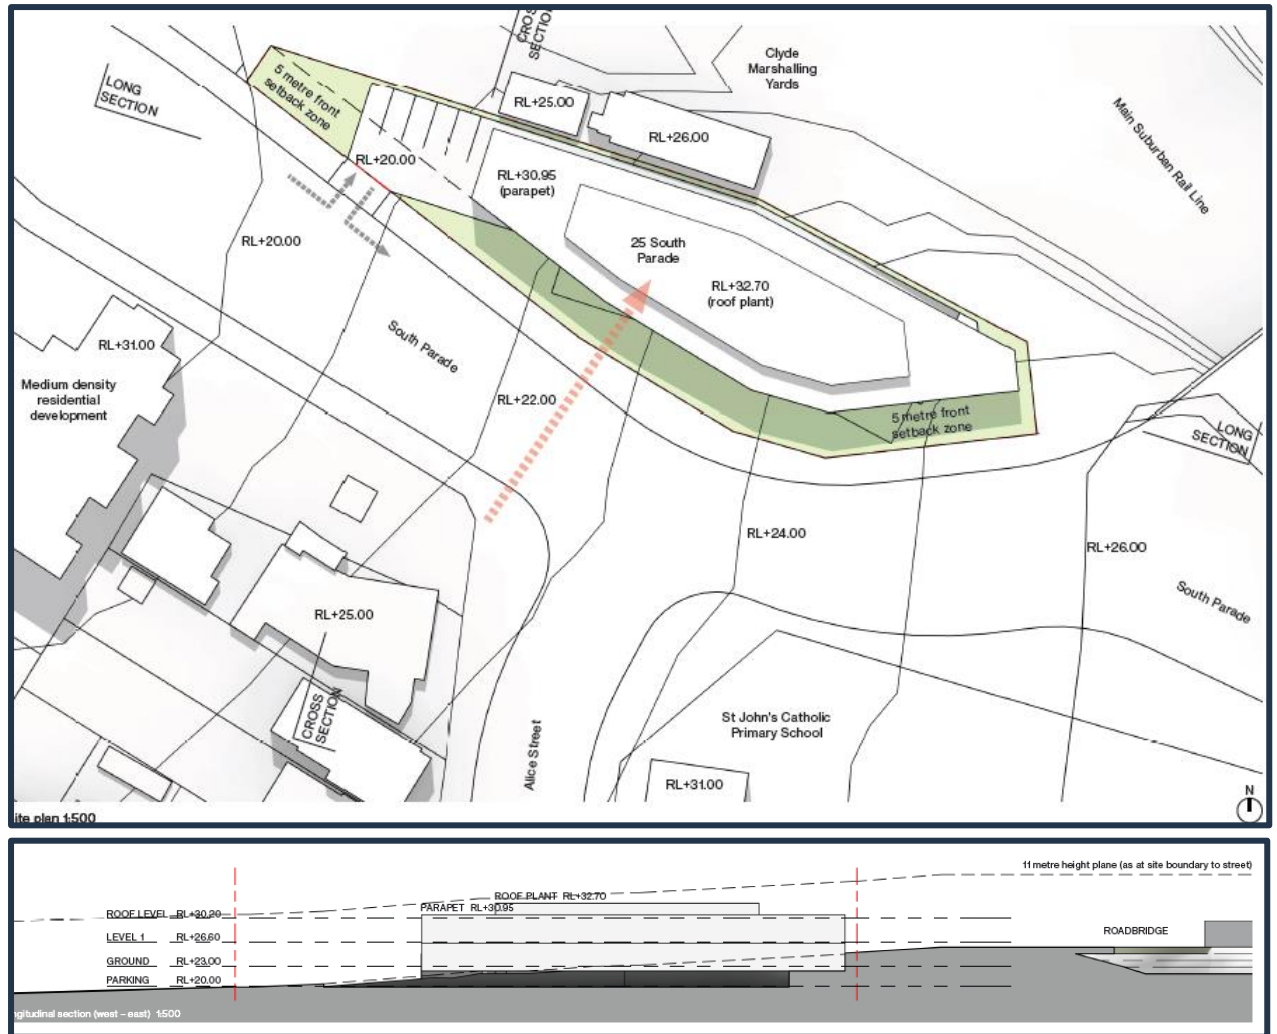 CROSS
SECTION
Clyde
Marshalling
Yards
LONG
SECTION
5 metre front
setback zone
RL+25.00
RL+26.00
Main Suburban Rail Line
RL+20.00
RL+30.95
(parapet)
RL+20.00
25 South
Parade
RL+32.70
(roof plant)
South Parade
RL+31.00
Medium density
residential
development
RL+22.00
5 metre front
setback zone
LONG
SECTION
RL+24.00
RL+26.00
South Parade
RL+25.00
CROSS
SECTION
Alice Street
St John's Catholic
Primary School
RL+31.00
N
ite plan 1:500
11 metre height plane (as at site boundary to street)
ROOF PLANT RL+32.70
PARAPET RL+30.95
ROOF LEVEL RL+30.20
ROADBRIDGE
LEVEL 1 RL+26.60
GROUND RL+23.00
PARKING RL+20.00
ngitudinal section (west – east) 1:500